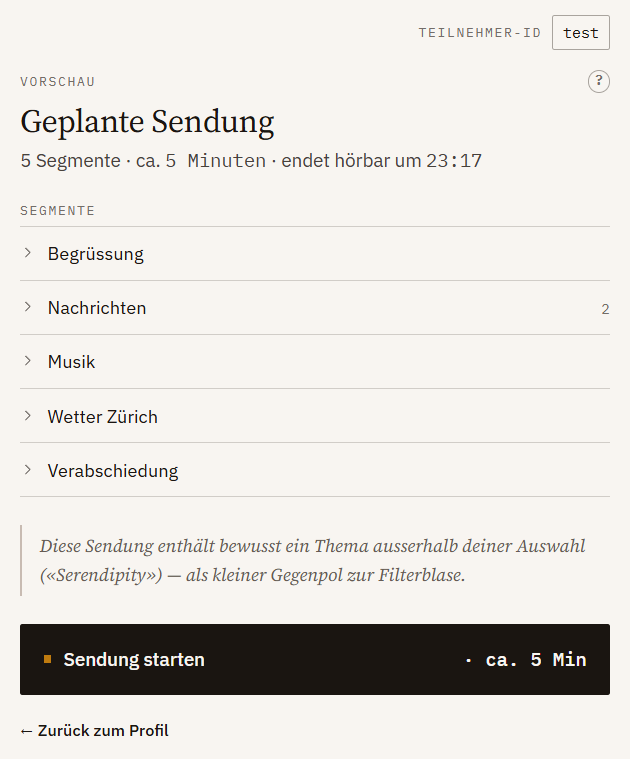 TEILNEHMER-ID test
VORSCHAU ?
Geplante Sendung
5 Segmente · ca. 5 Minuten · endet hörbar um 23:17
SEGMENTE
Begrüssung
Nachrichten 2
Musik
Wetter Zürich
Verabschiedung
Diese Sendung enthält bewusst ein Thema ausserhalb deiner Auswahl
(«Serendipity») — als kleiner Gegenpol zur Filterblase.
Sendung starten · ca. 5 Min
← Zurück zum Profil